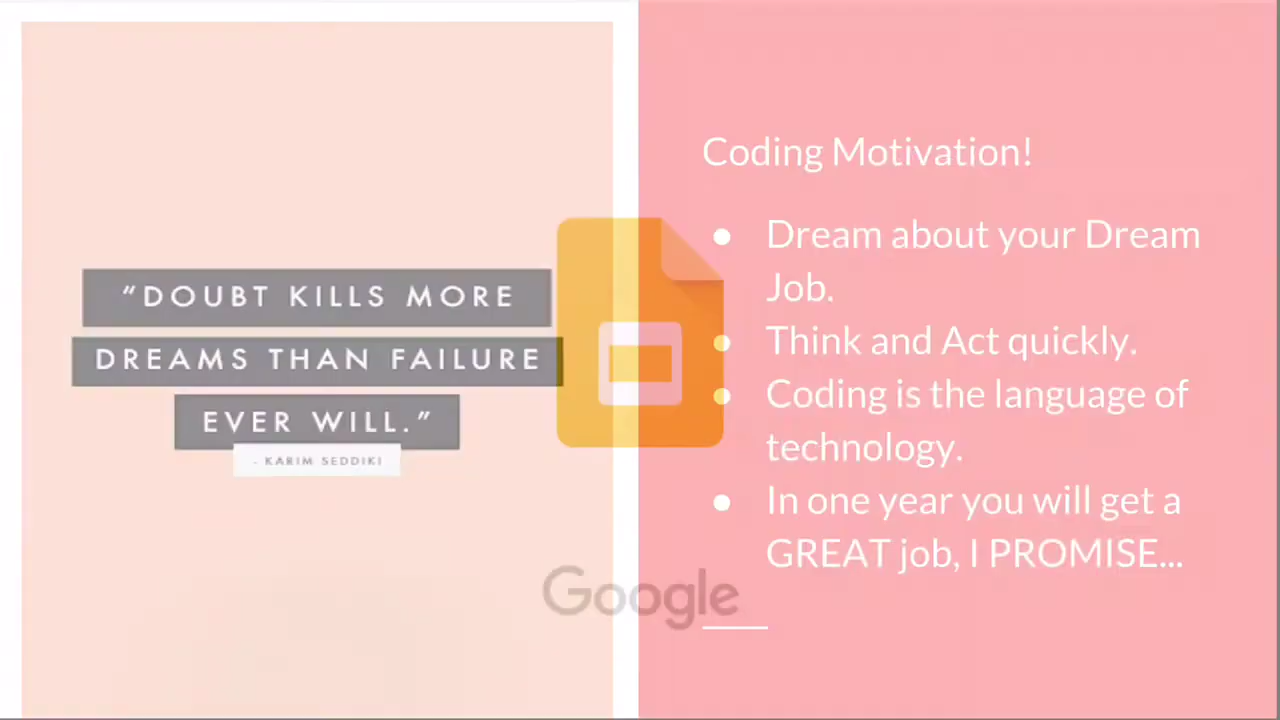 “DOUBT KILLS MORE
DREAMS THAN FAILURE
EVER WILL.”
- KARIM SEDDIKI
Coding Motivation!
● Dream about your Dream
Job.
● Think and Act quickly.
● Coding is the language of
technology.
● In one year you will get a
GREAT job, I PROMISE...
Google